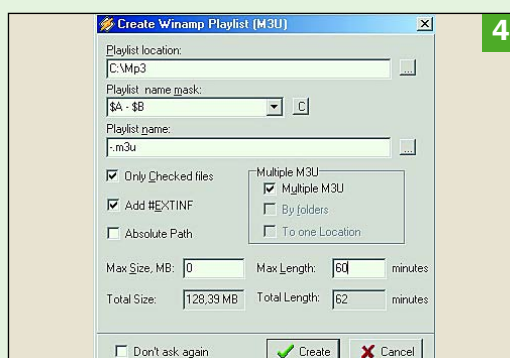 4
Create Winamp Playlist (M3U)
Playlist location:
C:\Mp3
...
Playlist name mask:
$A - $B
C
Playlist name:
-.m3u
...
Only Checked files
Multiple M3U
Multiple M3U
Add #EXTINF
By folders
Absolute Path
To one Location
Max Size, MB: 0 Max Length: 60 minutes
Total Size: 128,39 MB Total Length: 62 minutes
Don't ask again Create Cancel